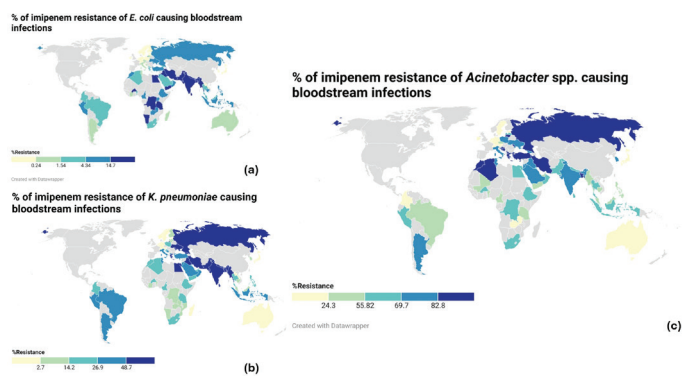 % of imipenem resistance of E. coli causing bloodstream
infections
%Resistance
0.24 1.54 4.34 14.7
Created with Datawrapper
(a)
% of imipenem resistance of K. pneumoniae causing
bloodstream infections
%Resistance
2.7 14.2 26.9 48.7
(b)
% of imipenem resistance of Acinetobacter spp. causing
bloodstream infections
%Resistance
24.3 55.82 69.7 82.8
Created with Datawrapper
(c)